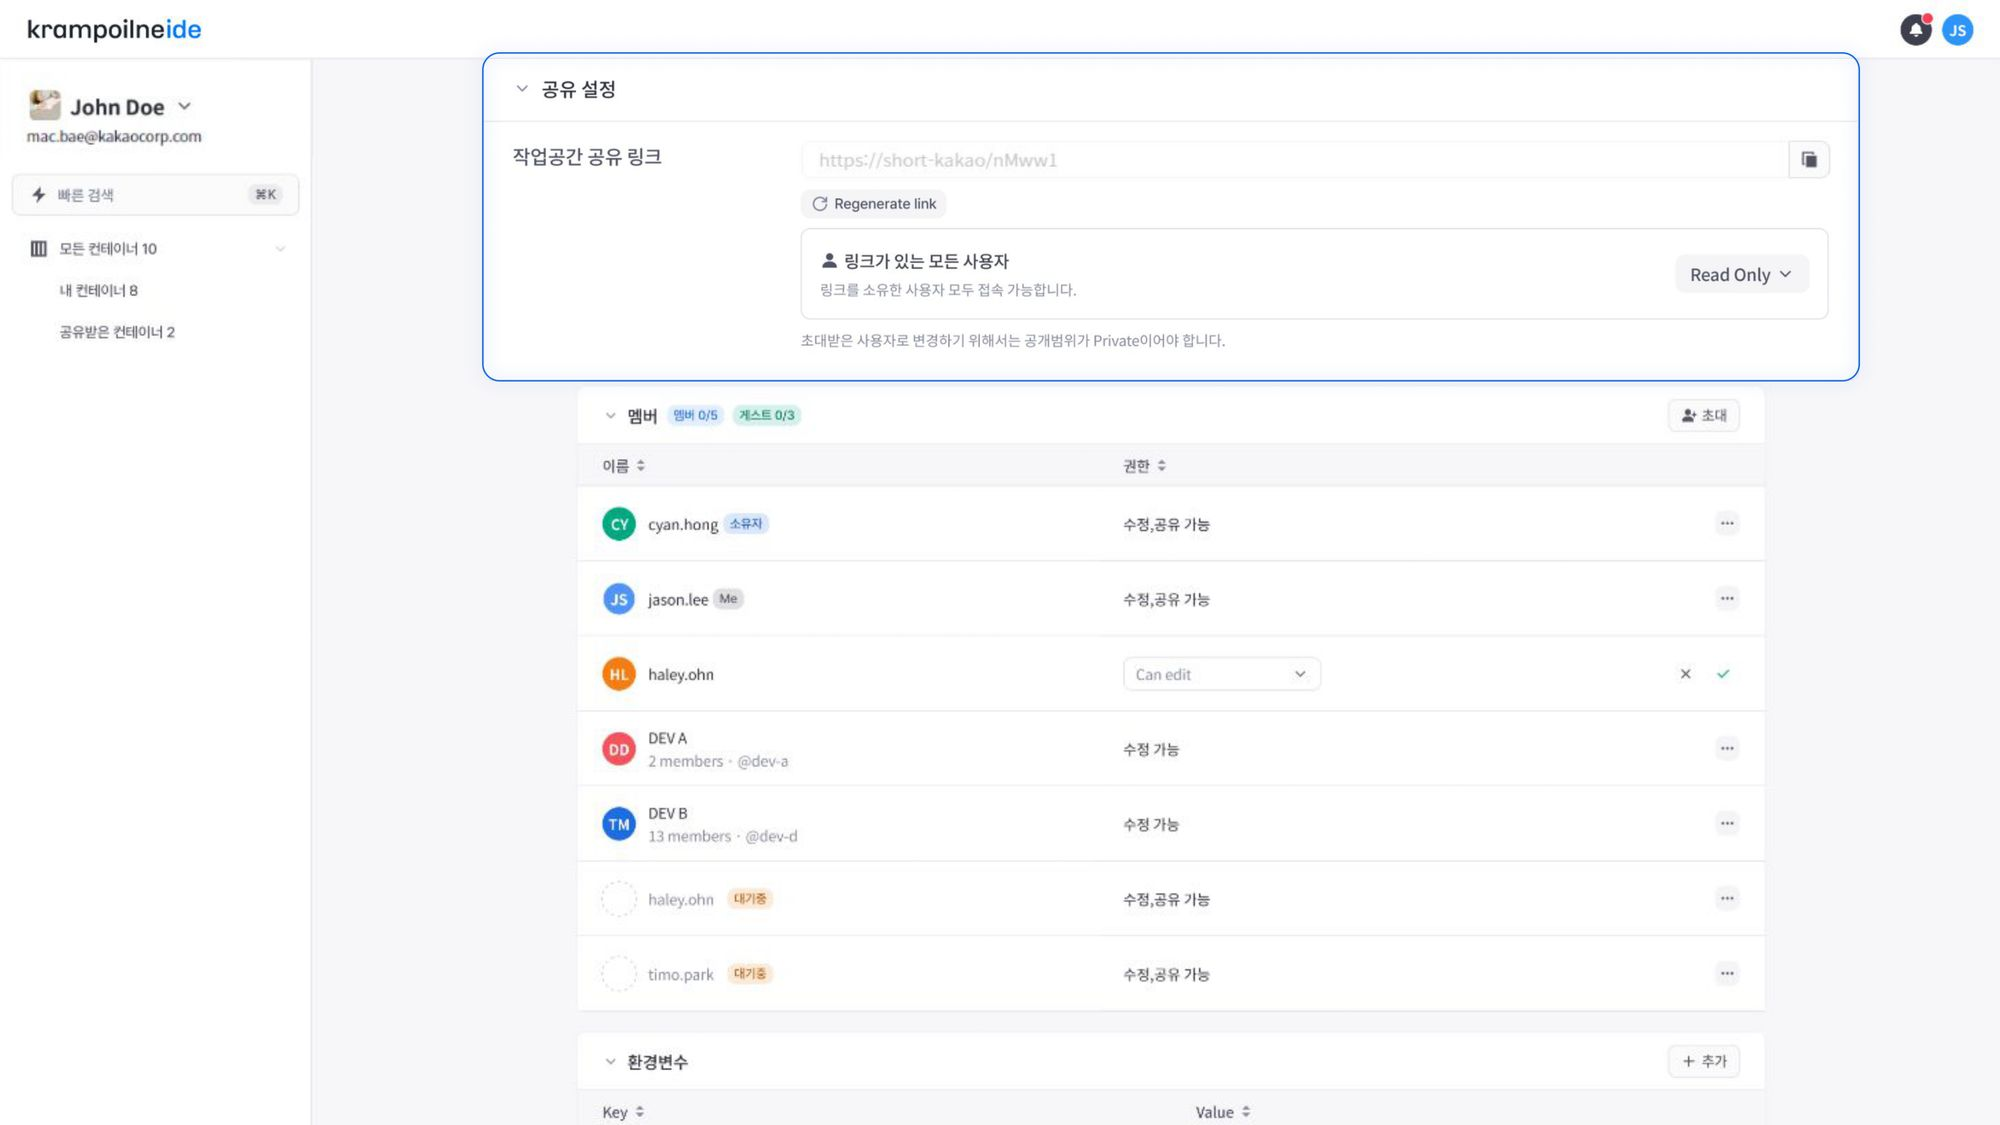 krampoilneide
JS
John Doe
mac.bae@kakaocorp.com
빠른 검색 ⌘K
모든 컨테이너 10
내 컨테이너 8
공유받은 컨테이너 2
공유 설정
작업공간 공유 링크
https://short-kakao/nMww1
Regenerate link
링크가 있는 모든 사용자
링크를 소유한 사용자 모두 접속 가능합니다.
Read Only
초대받은 사용자로 변경하기 위해서는 공개범위가 Private이어야 합니다.
멤버 멤버 0/5 게스트 0/3 초대
이름 권한
CY cyan.hong 소유자 수정,공유 가능
JS jason.lee Me 수정,공유 가능
HL haley.ohn Can edit
DD DEV A 수정 가능
2 members · @dev-a
TM DEV B 수정 가능
13 members · @dev-d
haley.ohn 대기중 수정,공유 가능
timo.park 대기중 수정,공유 가능
환경변수 + 추가
Key Value